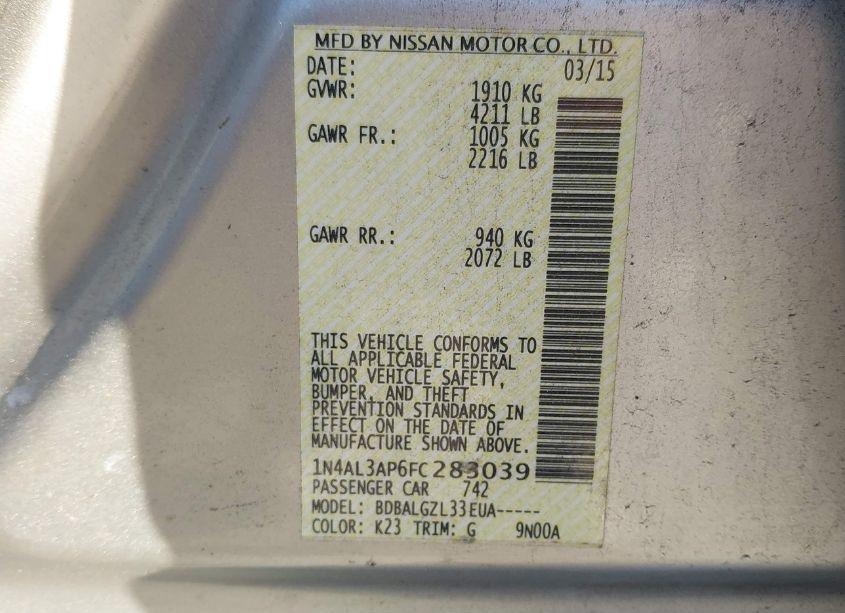 MFD BY NISSAN MOTOR CO., LTD.
DATE: 03/15
GVWR: 1910 KG
4211 LB
GAWR FR.: 1005 KG
2216 LB
GAWR RR.: 940 KG
2072 LB
THIS VEHICLE CONFORMS TO
ALL APPLICABLE FEDERAL
MOTOR VEHICLE SAFETY,
BUMPER, AND THEFT
PREVENTION STANDARDS IN
EFFECT ON THE DATE OF
MANUFACTURE SHOWN ABOVE.
1N4AL3AP6FC283039
PASSENGER CAR 742
MODEL: BDBALGZL33EUA-----
COLOR: K23 TRIM: G 9N00A